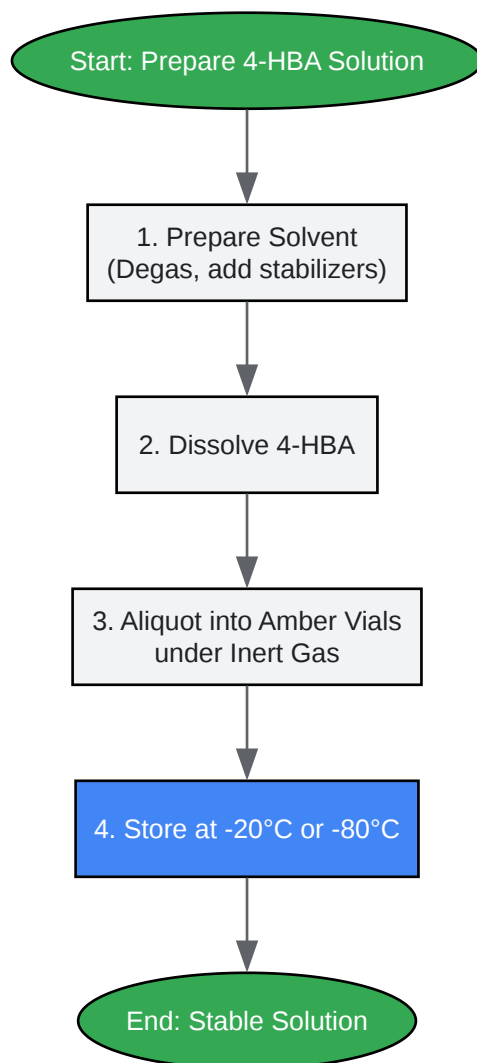 Start: Prepare 4-HBA Solution
1. Prepare Solvent
(Degas, add stabilizers)
2. Dissolve 4-HBA
3. Aliquot into Amber Vials
under Inert Gas
4. Store at -20°C or -80°C
End: Stable Solution